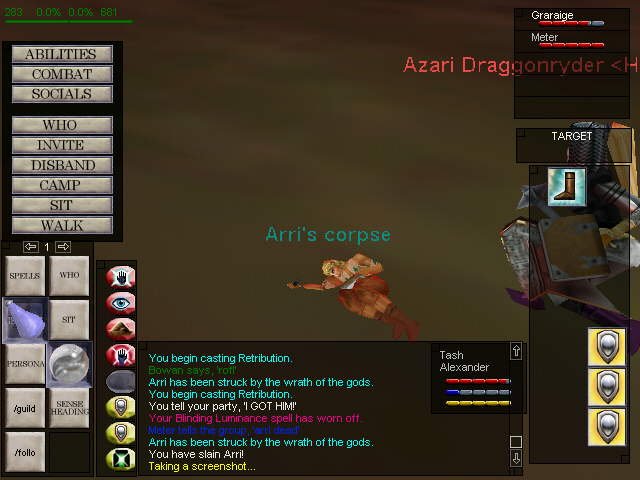 283 0.0% 0.0% 681
Graraige
Meter
Azari Draggonryder <H
ABILITIES
COMBAT
SOCIALS
WHO
INVITE
DISBAND
CAMP
SIT
WALK
TARGET
Arri's corpse
1
SPELLS
WHO
SIT
PERSONA
/guild
SENSE
HEADING
/follo
You begin casting Retribution.
Bowan says, 'rofl'
Arri has been struck by the wrath of the gods.
You begin casting Retribution.
You tell your party, 'I GOT HIM!'
Your Blinding Luminance spell has worn off.
Meter tells the group, 'arri dead'
Arri has been struck by the wrath of the gods.
You have slain Arri!
Taking a screenshot...
Tash
Alexander